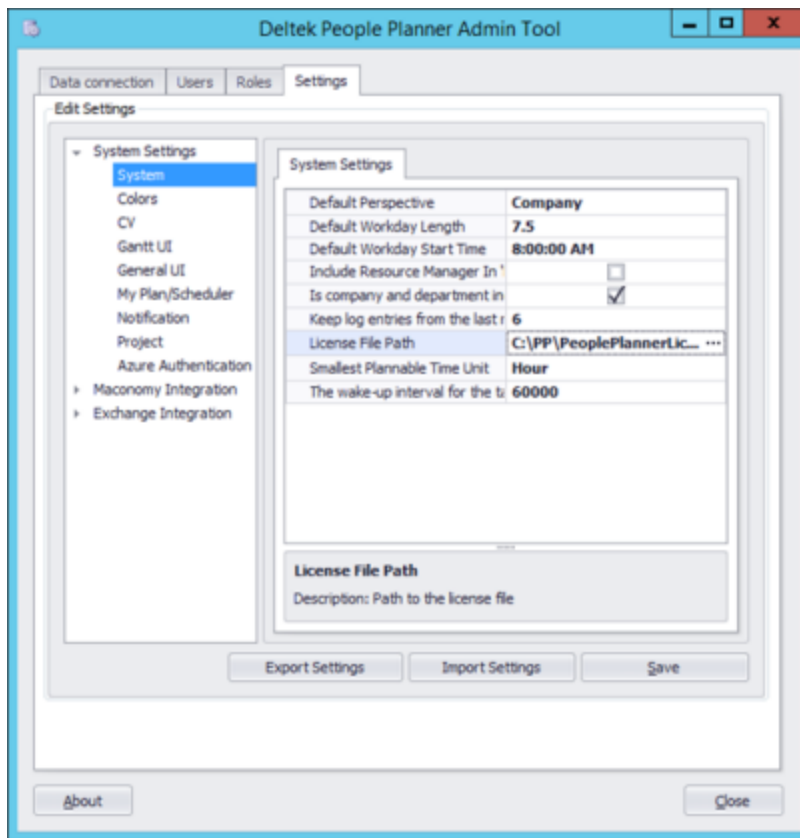 Deltek People Planner Admin Tool
Data connection Users Roles Settings
Edit Settings
System Settings
System
Colors
CV
Gantt UI
General UI
My Plan/Scheduler
Notification
Project
Azure Authentication
Maconomy Integration
Exchange Integration
System Settings
Default Perspective Company
Default Workday Length 7.5
Default Workday Start Time 8:00:00 AM
Include Resource Manager In '
Is company and department in
Keep log entries from the last 6
License File Path C:\PP\PeoplePlannerLic... ...
Smallest Plannable Time Unit Hour
The wake-up interval for the 60000
License File Path
Description: Path to the license file
Export Settings Import Settings Save
About Close